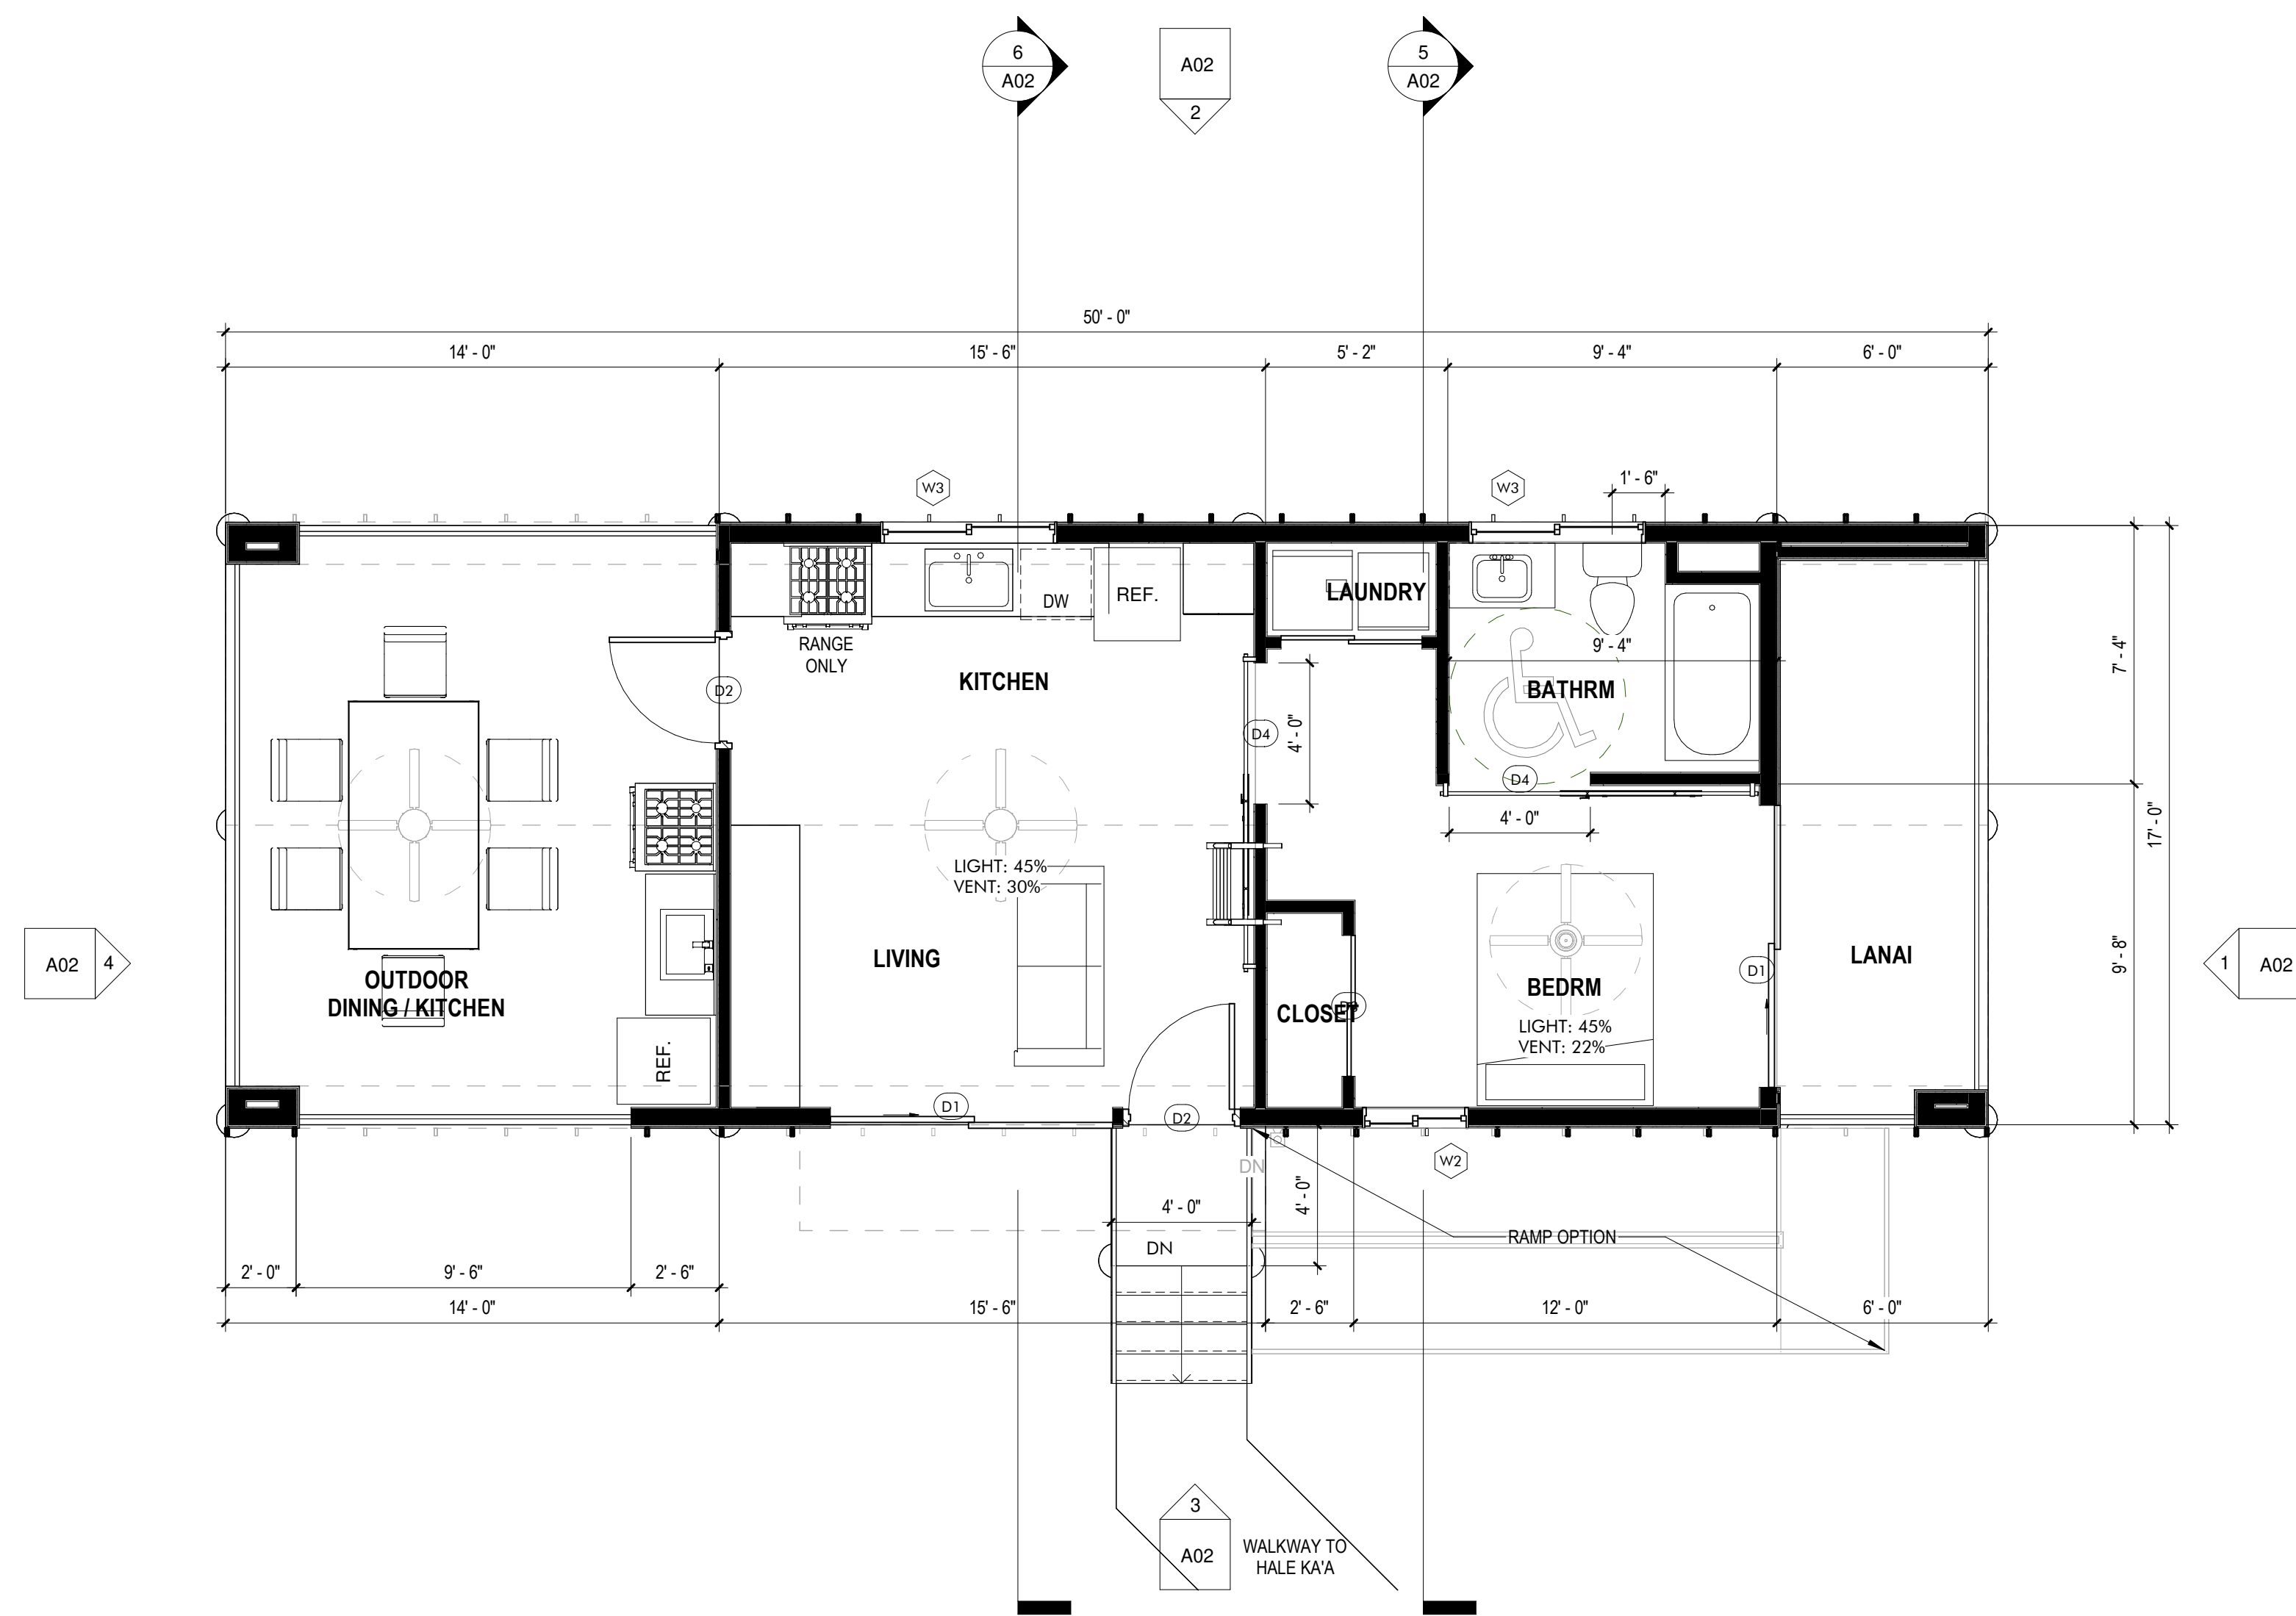 6
A02
A02
2
5
A02
50' - 0"
14' - 0"
15' - 6"
5' - 2"
9' - 4"
6' - 0"
W3
W3
1' - 6"
DW
REF.
LAUNDRY
RANGE
ONLY
9' - 4"
7' - 4"
KITCHEN
D2
BATHRM
D4
4' - 0"
D4
4' - 0"
17' - 0"
LIGHT: 45%
VENT: 30%
A02
4
OUTDOOR
DINING / KITCHEN
LIVING
LANAI
9' - 8"
D1
1
A02
BEDRM
CLOSET
LIGHT: 45%
VENT: 22%
REF.
D1
D2
DN
W2
4' - 0"
4' - 0"
DN
RAMP OPTION
2' - 0"
9' - 6"
2' - 6"
14' - 0"
15' - 6"
2' - 6"
12' - 0"
6' - 0"
3
A02
WALKWAY TO
HALE KA'A